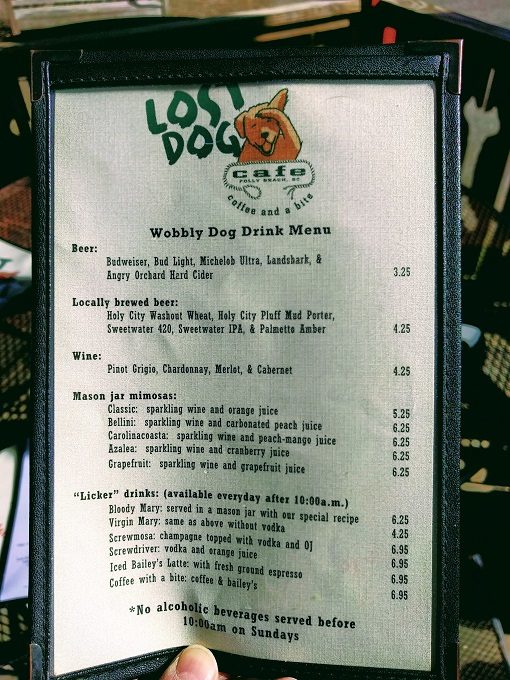 LOST
DOG
cafe
FOLLY BEACH, SC
coffee and a bite
Wobbly Dog Drink Menu
Beer:
Budweiser, Bud Light, Michelob Ultra, Landshark, &
Angry Orchard Hard Cider 3.25
Locally brewed beer:
Holy City Washout Wheat, Holy City Pluff Mud Porter,
Sweetwater 420, Sweetwater IPA, & Palmetto Amber 4.25
Wine:
Pinot Grigio, Chardonnay, Merlot, & Cabernet 4.25
Mason jar mimosas:
Classic: sparkling wine and orange juice 5.25
Bellini: sparkling wine and carbonated peach juice 6.25
Carolinacoasta: sparkling wine and peach-mango juice 6.25
Azalea: sparkling wine and cranberry juice 6.25
Grapefruit: sparkling wine and grapefruit juice 6.25
"Licker" drinks: (available everyday after 10:00a.m.)
Bloody Mary: served in a mason jar with our special recipe 6.25
Virgin Mary: same as above without vodka 4.25
Screwmosa: champagne topped with vodka and OJ 6.95
Screwdriver: vodka and orange juice 6.95
Iced Bailey's Latte: with fresh ground espresso 6.95
Coffee with a bite: coffee & bailey's 6.95
*No alcoholic beverages served before
10:00am on Sundays